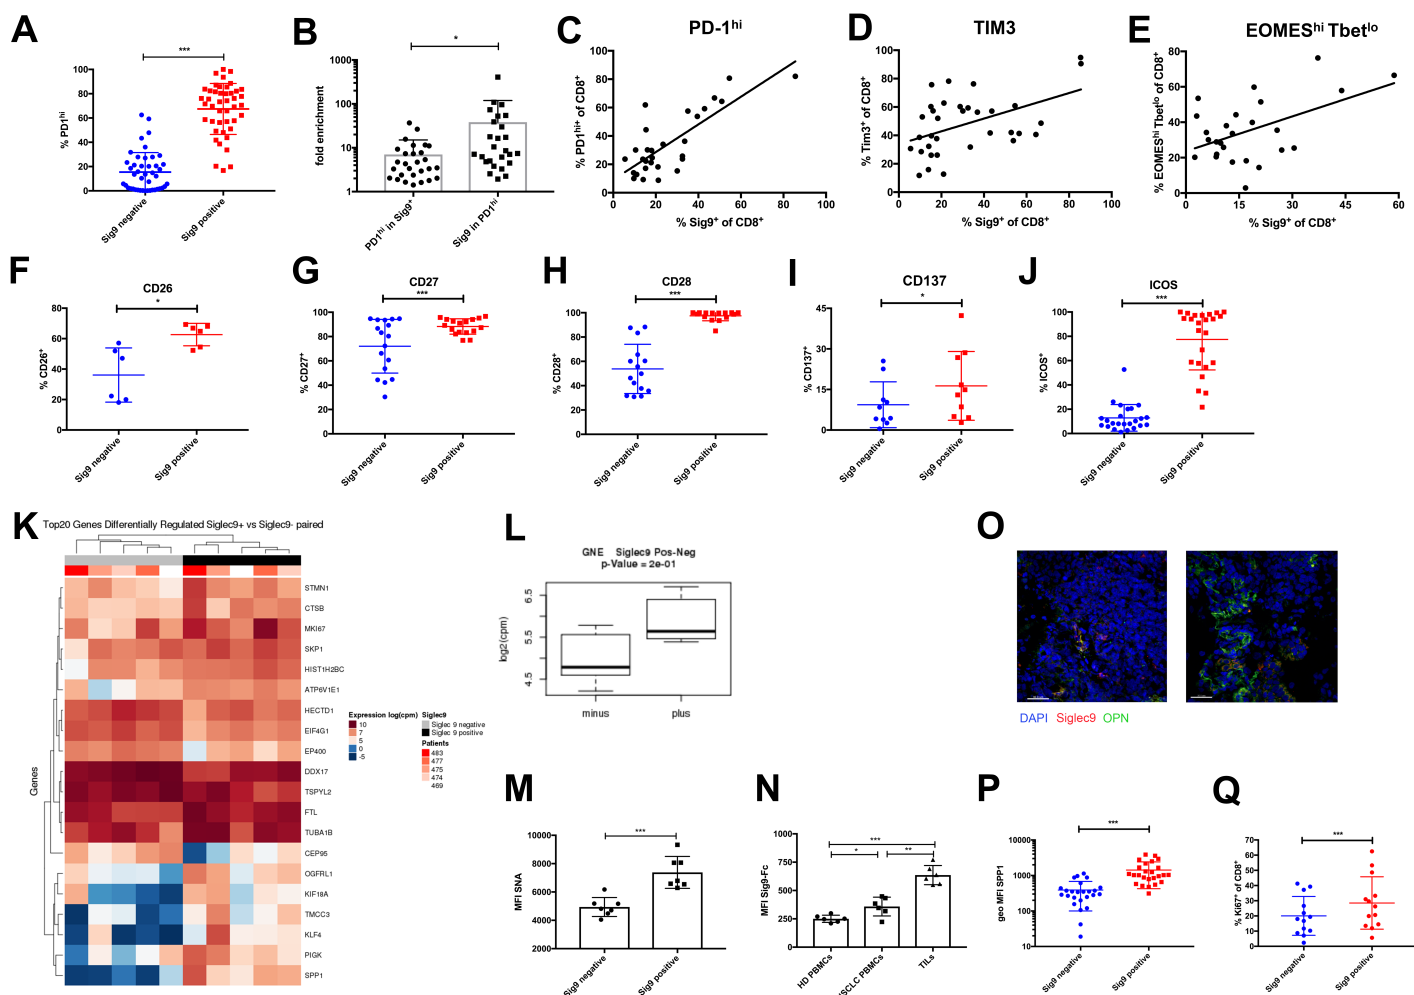 A
***
% PD1hi
100
80
60
40
20
0
Sig9 negative
Sig9 positive
B
*
fold enrichment
1000
100
10
1
PD1hi in Sig9+
Sig9 in PD1hi
C
PD-1hi
% PD1hi+ of CD8+
100
80
60
40
20
0
0 20 40 60 80 100
% Sig9+ of CD8+
D
TIM3
% Tim3+ of CD8+
100
80
60
40
20
0
0 20 40 60 80 100
% Sig9+ of CD8+
E
EOMEShi Tbetlo
% EOMEShi Tbetlo of CD8+
80
60
40
20
0
0 15 30 45 60
% Sig9+ of CD8+
F
CD26
*
% CD26+
80
60
40
20
0
Sig9 negative
Sig9 positive
G
CD27
***
% CD27+
100
80
60
40
20
0
Sig9 negative
Sig9 positive
H
CD28
***
% CD28+
100
80
60
40
20
0
Sig9 negative
Sig9 positive
I
CD137
*
% CD137+
45
30
15
0
Sig9 negative
Sig9 positive
J
ICOS
***
% ICOS+
100
80
60
40
20
0
Sig9 negative
Sig9 positive
K
Top20 Genes Differentially Regulated Siglec9+ vs Siglec9- paired
Genes
STMN1
CTSB
MKI67
SKP1
HIST1H2BC
ATP6V1E1
HECTD1
EIF4G1
EP400
DDX17
TSPYL2
FTL
TUBA1B
CEP95
OGFRL1
KIF18A
TMCC3
KLF4
PIGK
SPP1
Expression log(cpm)
10
7
5
0
-5
Siglec9
Siglec 9 negative
Siglec 9 positive
Patients
483
477
475
474
469
L
GNE Siglec9 Pos-Neg
p-Value = 2e-01
log2(cpm)
6.5
5.5
4.5
minus
plus
O
DAPI Siglec9 OPN
M
***
MFI SNA
10000
8000
6000
4000
2000
Sig9 negative
Sig9 positive
N
***
*
**
MFI Sig9-Fc
1000
750
500
250
0
HD PBMCs
TILs
P
***
geo MFI SPP1
10000
1000
100
10
Sig9 negative
Sig9 positive
Q
***
% Ki67+ of CD8+
70
60
50
40
30
20
10
0
Sig9 negative
Sig9 positive